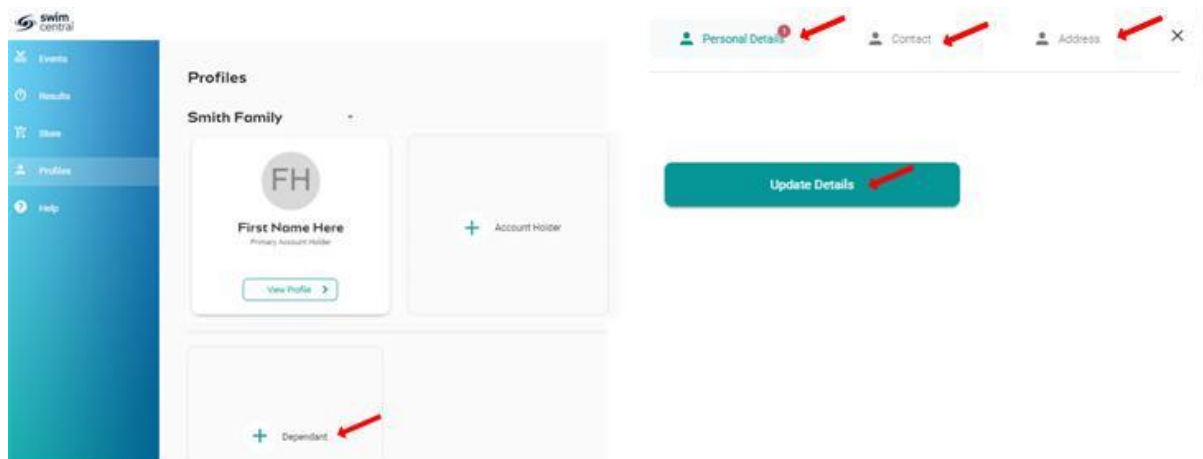 swim
central
Events
Results
Store
Profiles
Help
Profiles
Smith Family
FH
First Name Here
Primary Account Holder
View Profile
Account Holder
Dependant
Personal Details
1
Contact
Address
Update Details